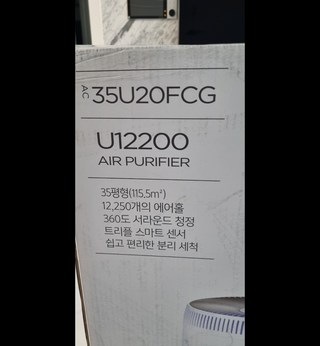 AC 35U20FCG
U12200
AIR PURIFIER
35평형(115.5m²)
12,250개의 에어홀
360도 서라운드 청정
트리플 스마트 센서
쉽고 편리한 분리 세척